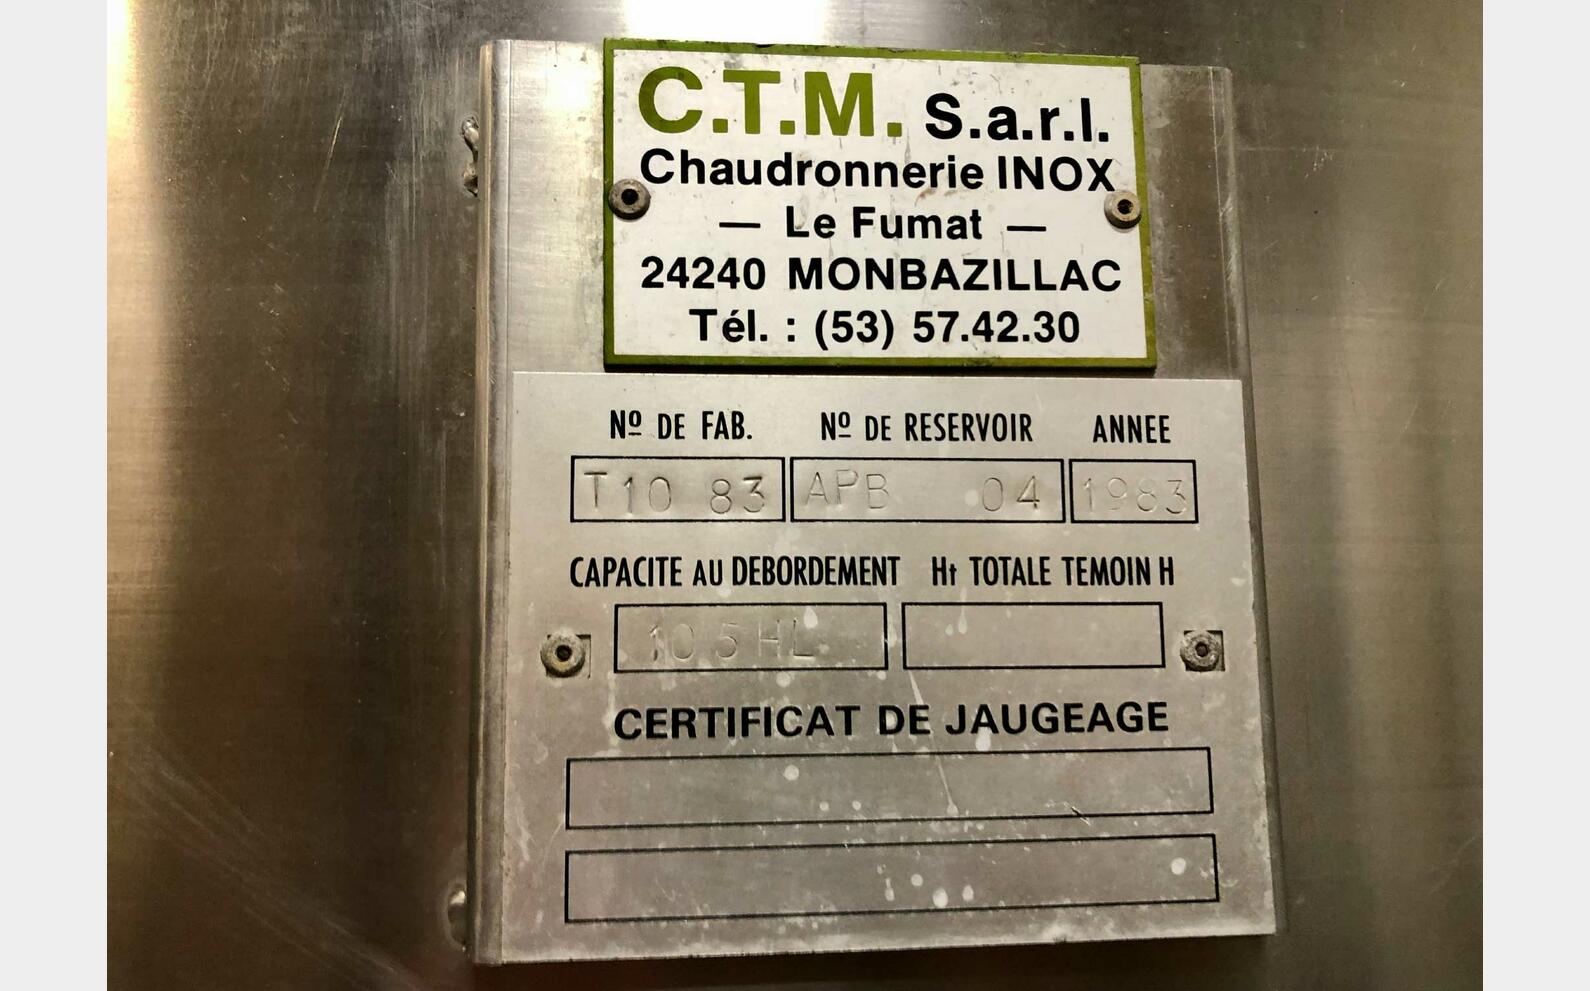 C.T.M. S.a.r.l.
Chaudronnerie INOX
— Le Fumat —
24240 MONBAZILLAC
Tél. : (53) 57.42.30
Nº DE FAB. Nº DE RESERVOIR ANNEE
T10 83 APB 04 1983
CAPACITE AU DEBORDEMENT Ht TOTALE TEMOIN H
105HL
CERTIFICAT DE JAUGEAGE